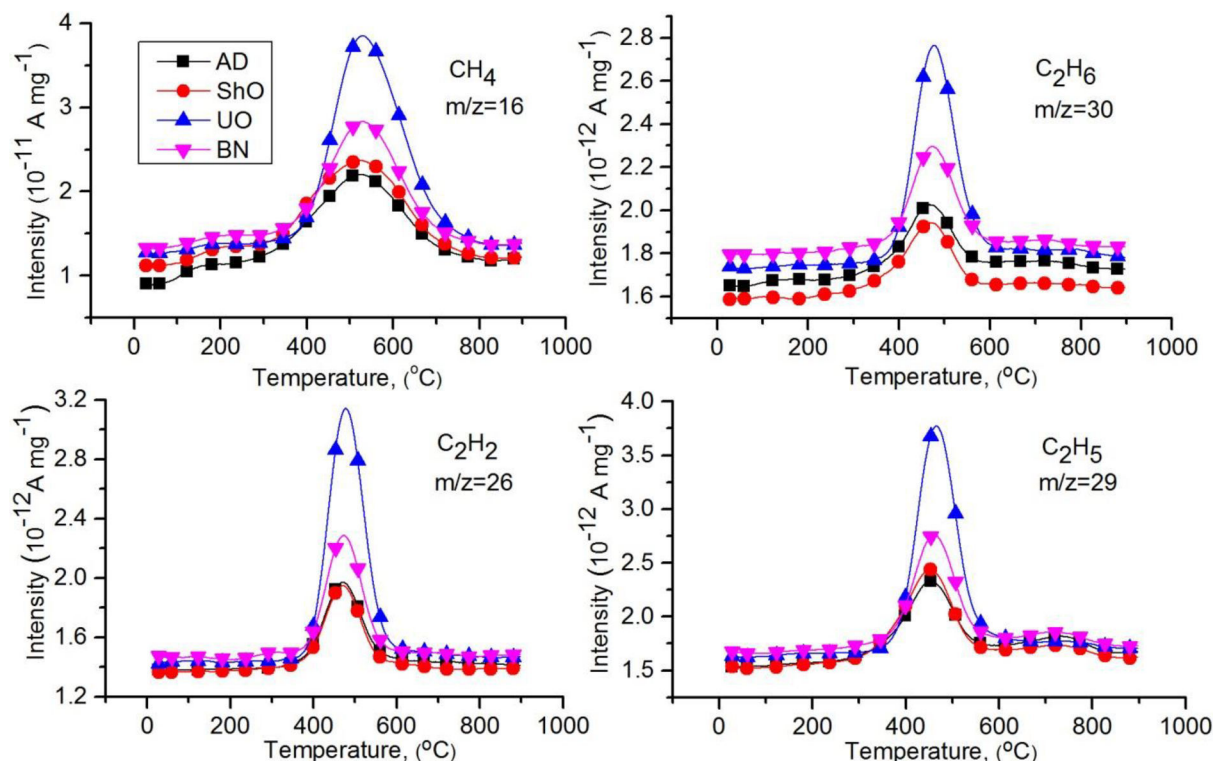 4
3
2
1
0 200 400 600 800 1000
Temperature, (°C)
Intensity (10⁻¹¹ A mg⁻¹)
AD
ShO
UO
BN
CH₄
m/z=16
2.8
2.6
2.4
2.2
2.0
1.8
1.6
0 200 400 600 800 1000
Temperature, (ºC)
Intensity (10⁻¹² A mg⁻¹)
C₂H₆
m/z=30
3.2
2.8
2.4
2.0
1.6
1.2
0 200 400 600 800 1000
Temperature, (ºC)
Intensity (10⁻¹²A mg⁻¹)
C₂H₂
m/z=26
4.0
3.5
3.0
2.5
2.0
1.5
0 200 400 600 800 1000
Temperature, (ºC)
Intensity (10⁻¹² A mg⁻¹)
C₂H₅
m/z=29